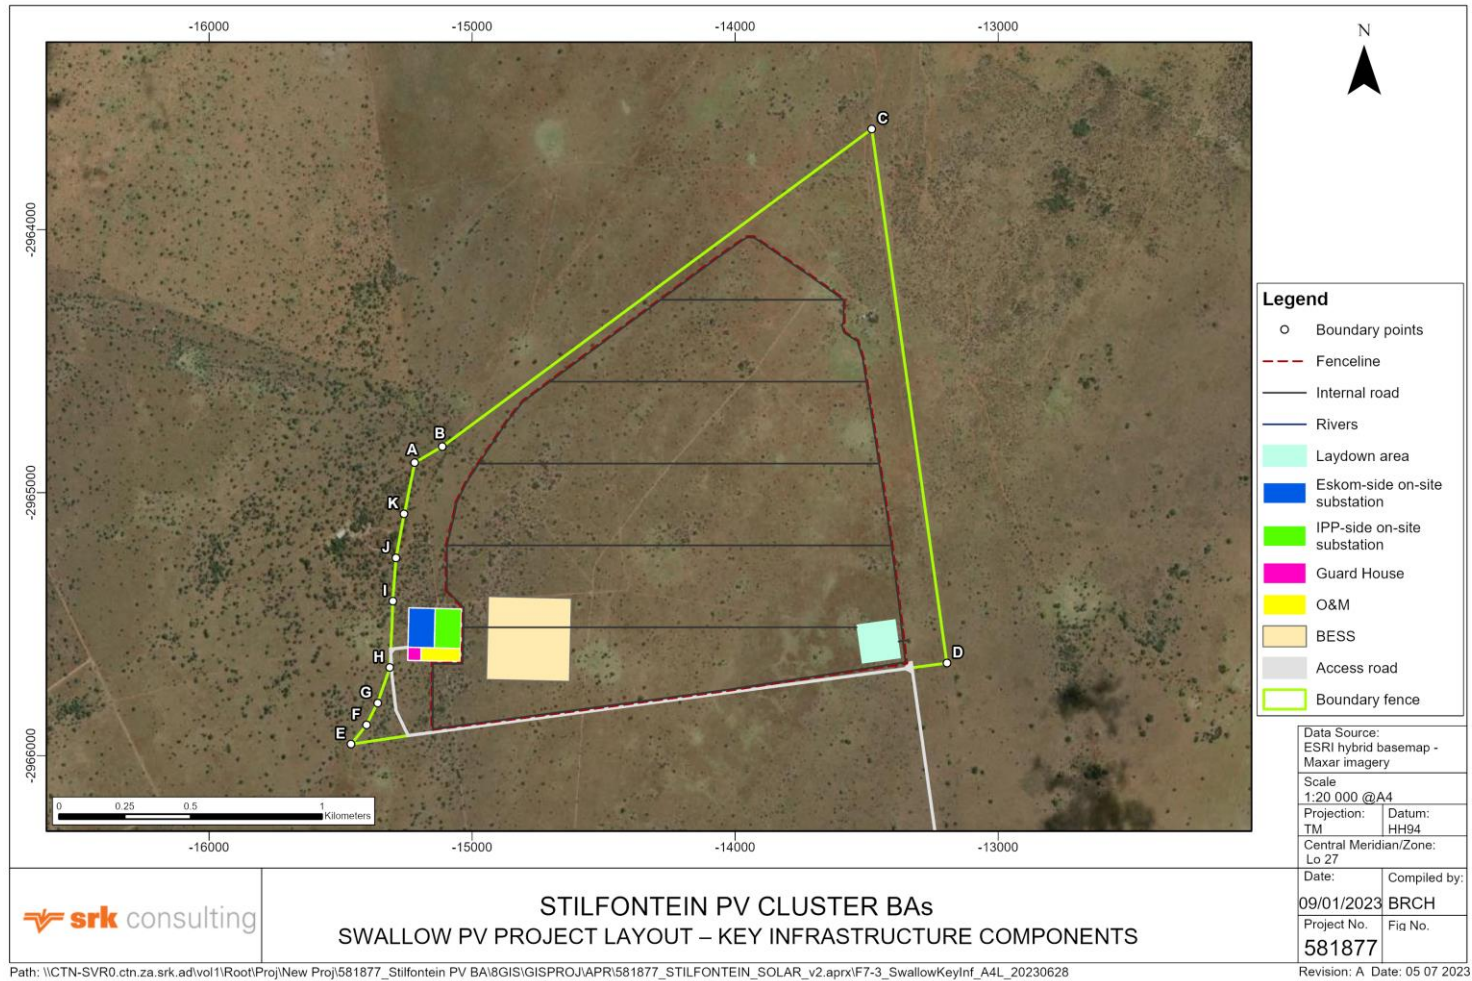 -16000
-15000
-14000
-13000
N
-2964000
-2965000
-2966000
C
B
A
K
J
I
H
G
F
E
D
0
0.25
0.5
1
Kilometers
-16000
-15000
-14000
-13000
Legend
Boundary points
Fenceline
Internal road
Rivers
Laydown area
Eskom-side on-site
substation
IPP-side on-site
substation
Guard House
O&M
BESS
Access road
Boundary fence
Data Source:
ESRI hybrid basemap -
Maxar imagery
Scale
1:20 000 @A4
Projection:
TM
Datum:
HH94
Central Meridian/Zone:
Lo 27
Date:
09/01/2023
Compiled by:
BRCH
Project No.
581877
Fig No.
srk consulting
STILFONTEIN PV CLUSTER BAs
SWALLOW PV PROJECT LAYOUT – KEY INFRASTRUCTURE COMPONENTS
Path: \\CTN-SVR0.ctn.za.srk.ad\vol1\Root\Proj\New Proj\581877_Stilfontein PV BA\8GIS\GISPROJ\APR\581877_STILFONTEIN_SOLAR_v2.aprx\F7-3_SwallowKeyInf_A4L_20230628
Revision: A Date: 05 07 2023